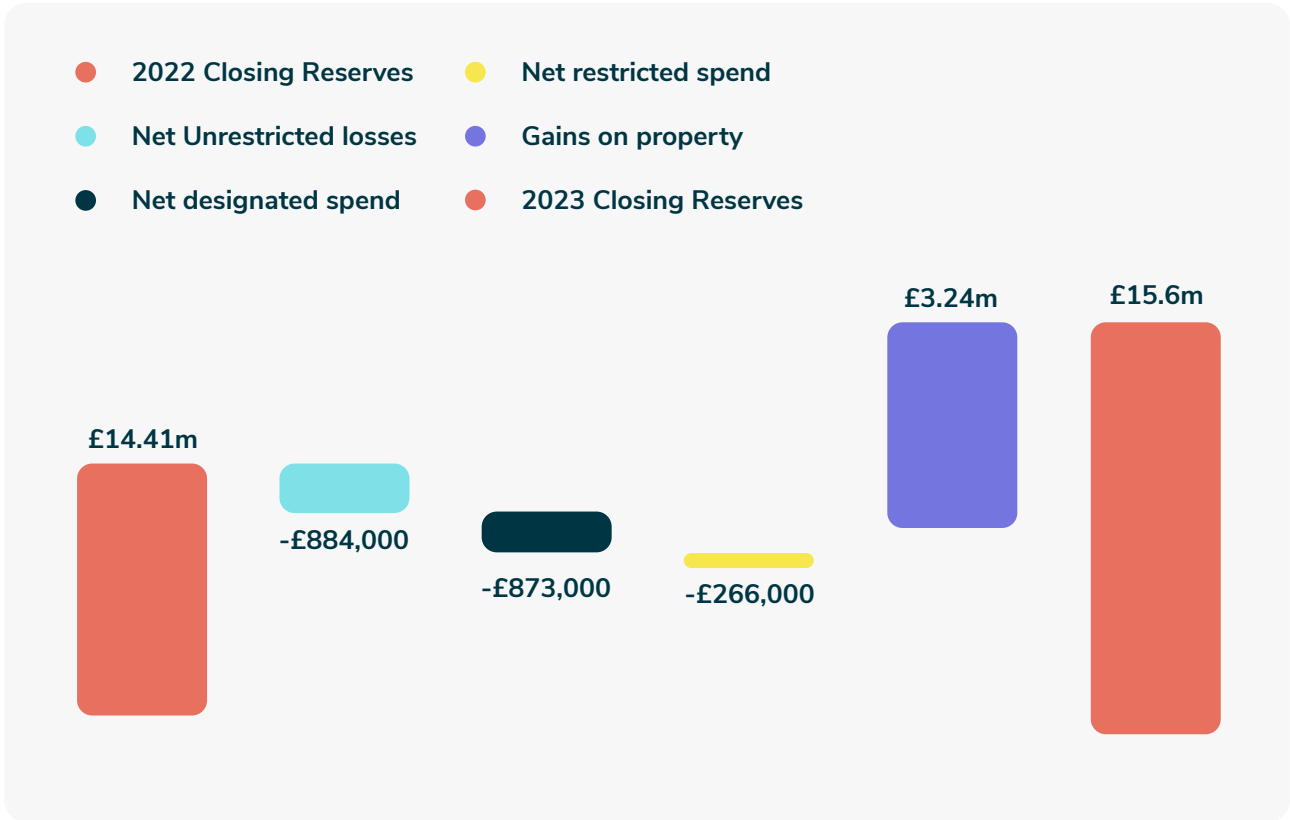 2022 Closing Reserves
Net Unrestricted losses
Net designated spend
Net restricted spend
Gains on property
2023 Closing Reserves
£14.41m
-£884,000
-£873,000
-£266,000
£3.24m
£15.6m